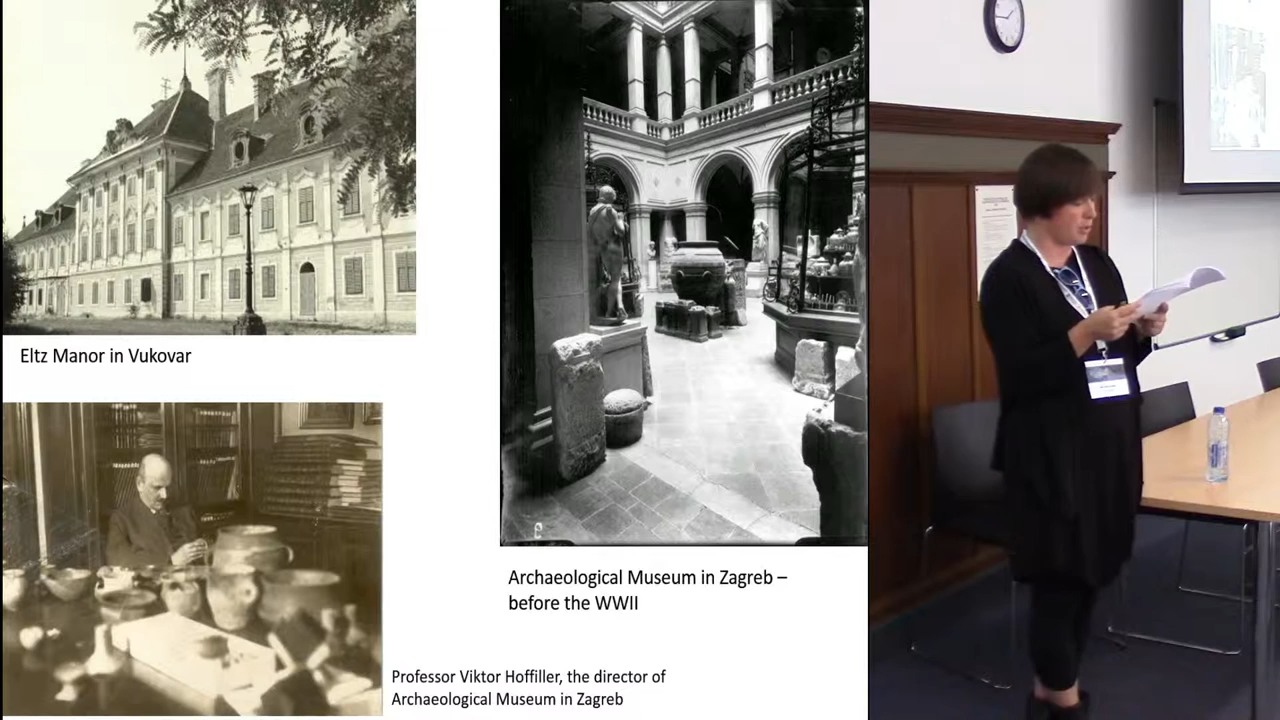 Eltz Manor in Vukovar
Archaeological Museum in Zagreb –
before the WWII
Professor Viktor Hoffiller, the director of
Archaeological Museum in Zagreb